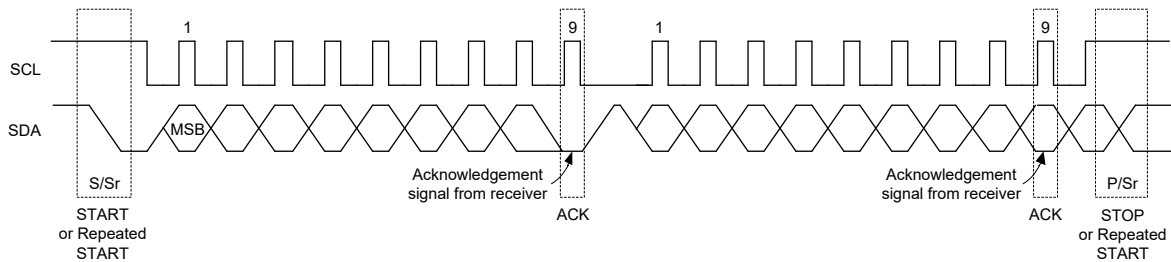 1
9
1
9
SCL
SDA
MSB
Acknowledgement
signal from receiver
Acknowledgement
signal from receiver
S/Sr
P/Sr
START
or Repeated
START
ACK
ACK
STOP
or Repeated
START